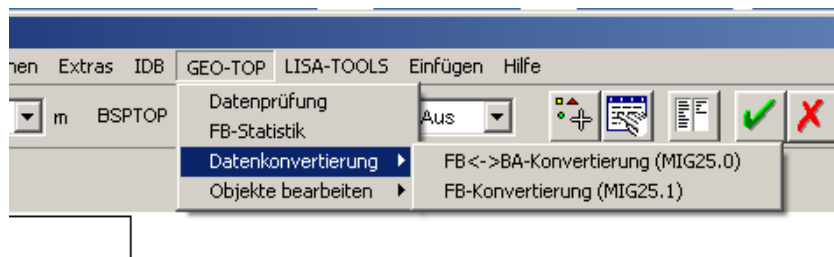 nen Extras IDB GEO-TOP LISA-TOOLS Einfügen Hilfe
m BSPTOP Aus
Datenprüfung
FB-Statistik
Datenkonvertierung
FB<->BA-Konvertierung (MIG25.0)
FB-Konvertierung (MIG25.1)
Objekte bearbeiten